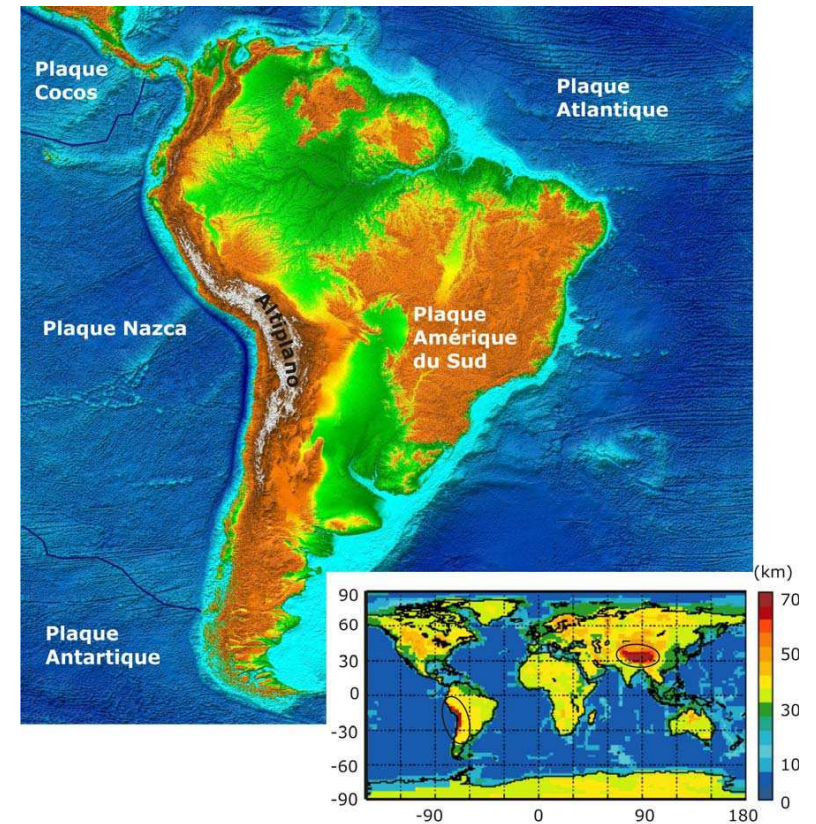 Plaque
Cocos
Plaque
Atlantique
Plaque Nazca
Altiplano
Plaque
Amérique
du Sud
Plaque
Antartique
(km)
90
60
30
0
-30
-60
-90
-90
0
90
180
70
50
30
10
0